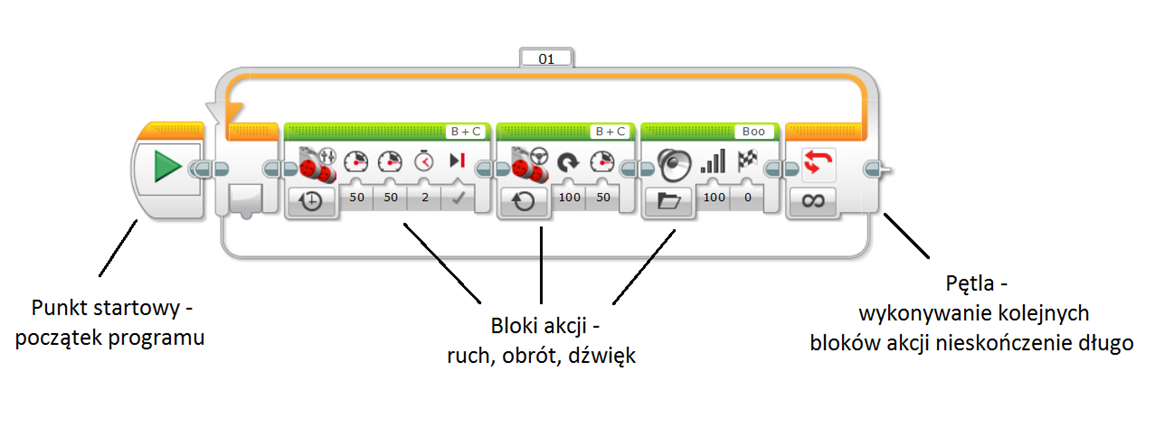 01
B + C
B + C
Boo
50 50 2
100 50
100 0
Punkt startowy -
początek programu
Bloki akcji -
ruch, obrót, dźwięk
Pętla -
wykonywanie kolejnych
bloków akcji nieskończenie długo